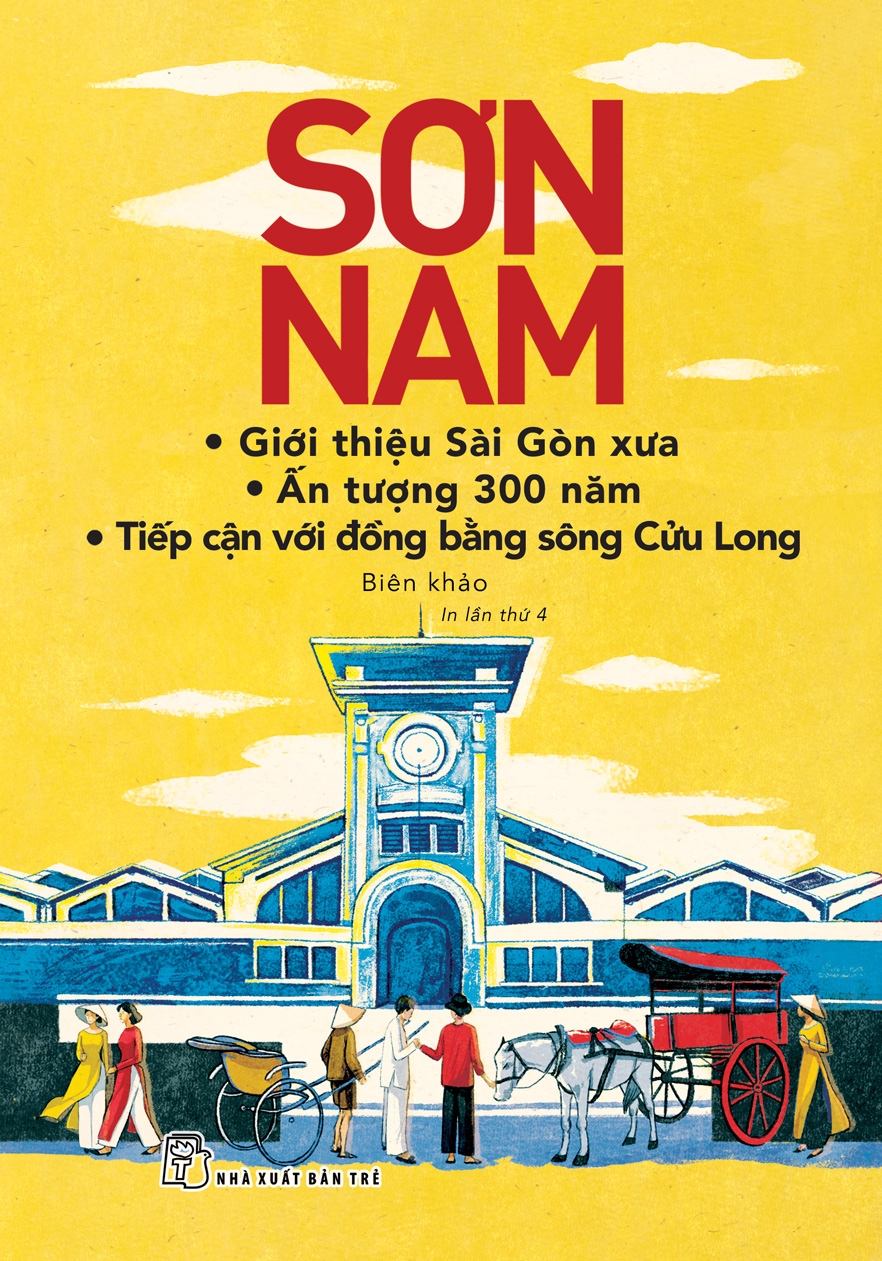 SƠN
NAM
• Giới thiệu Sài Gòn xưa
• Ấn tượng 300 năm
• Tiếp cận với đồng bằng sông Cửu Long
Biên khảo
In lần thứ 4
NHÀ XUẤT BẢN TRẺ